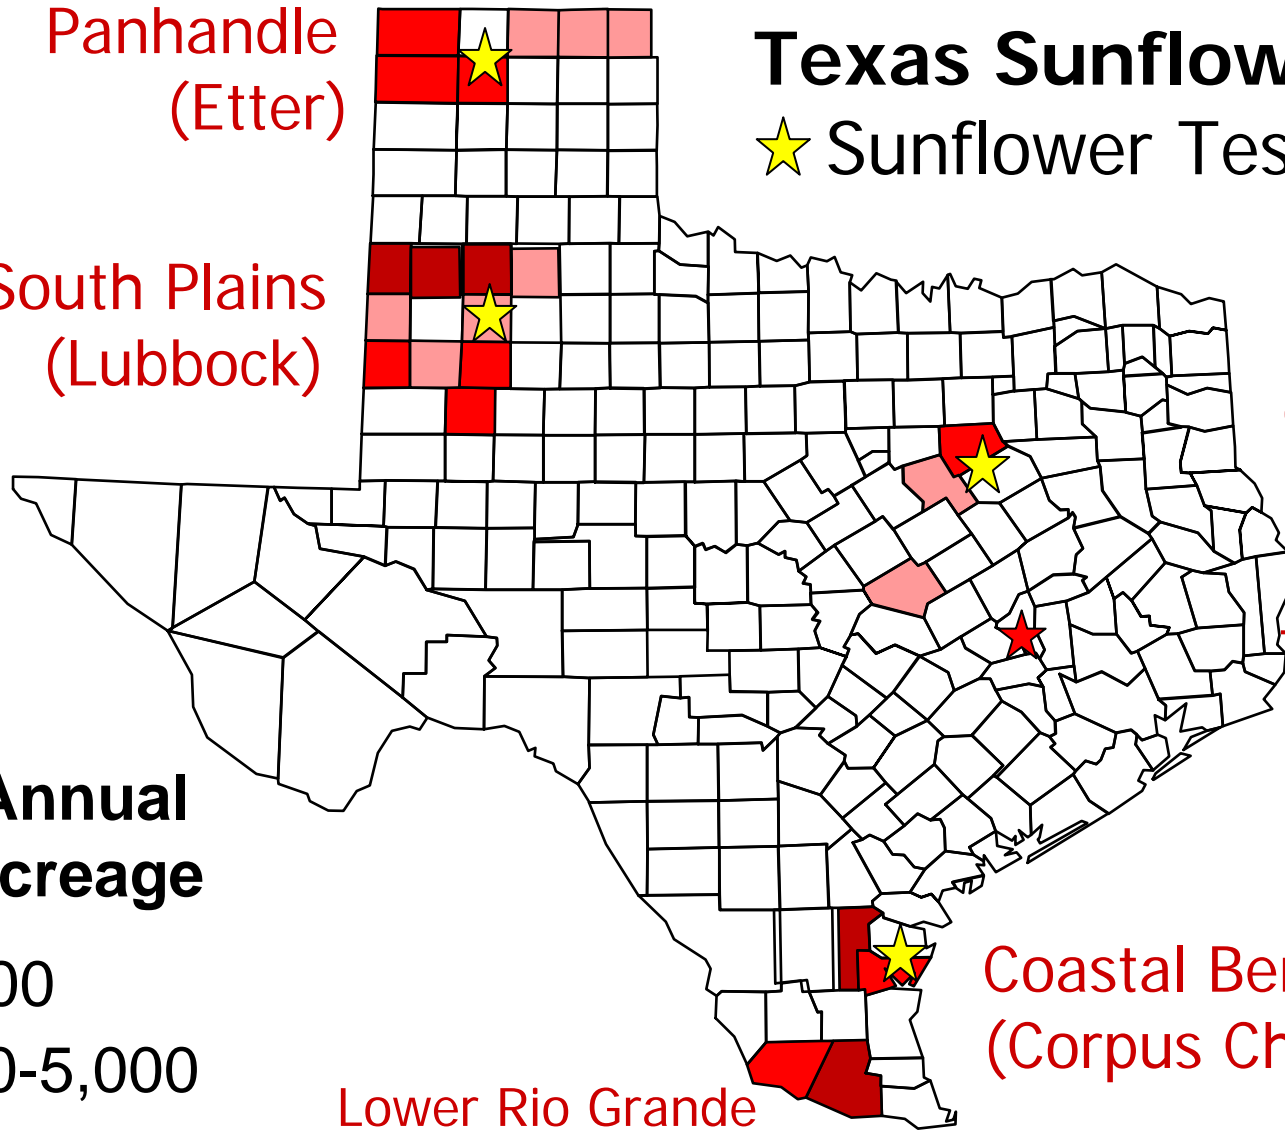 Panhandle
(Etter)
Texas Sunflow
Sunflower Tes
South Plains
(Lubbock)
Annual
creage
00
0-5,000
Coastal Ber
(Corpus Ch
Lower Rio Grande